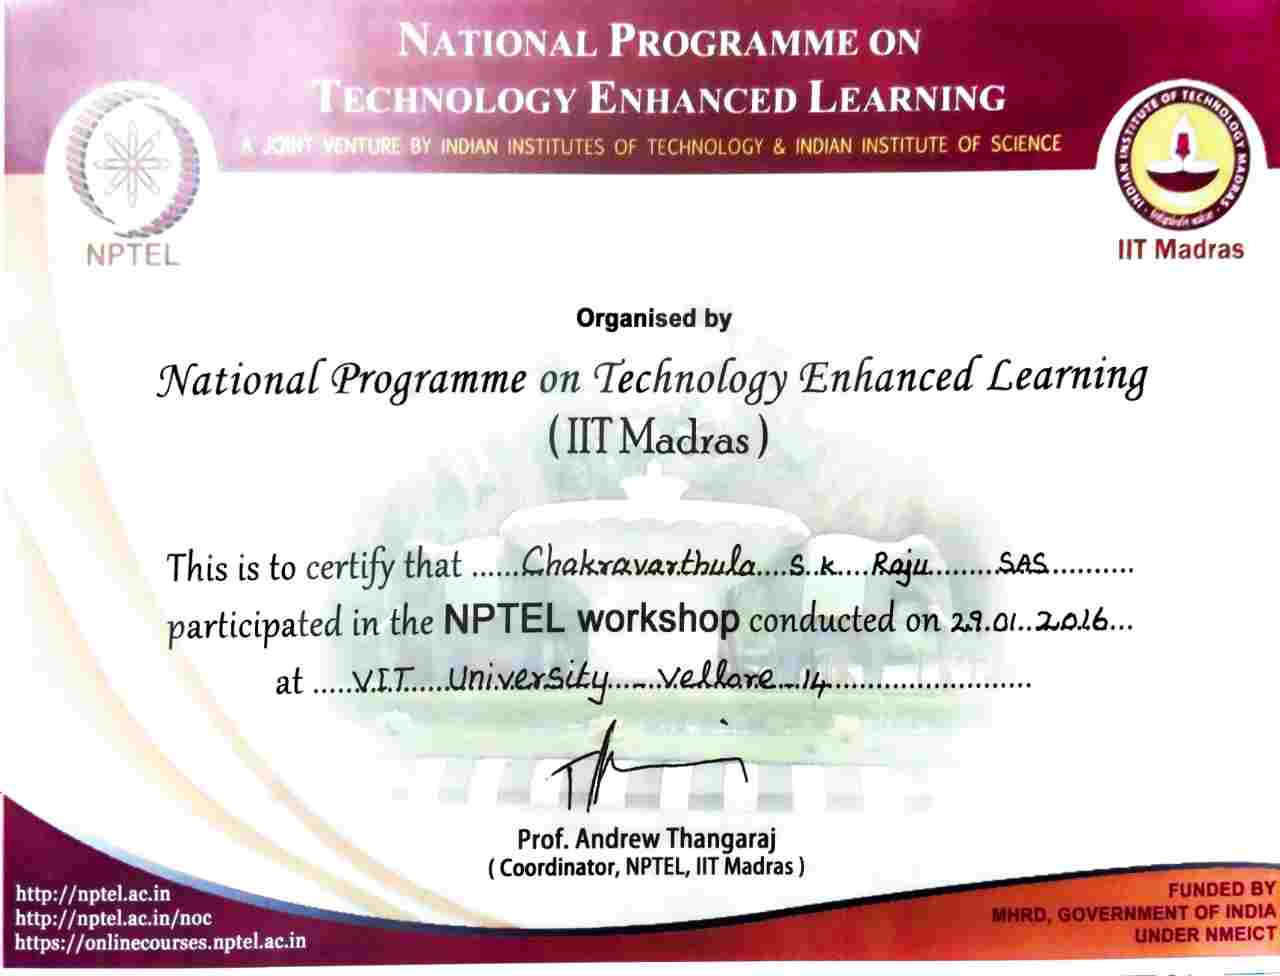 NATIONAL PROGRAMME ON
TECHNOLOGY ENHANCED LEARNING
A JOINT VENTURE BY INDIAN INSTITUTES OF TECHNOLOGY & INDIAN INSTITUTE OF SCIENCE
NPTEL
INDIAN INSTITUTE OF TECHNOLOGY MADRAS
IIT Madras
Organised by
National Programme on Technology Enhanced Learning
(IIT Madras)
This is to certify that ......Chakravarthula....S..K....Raju.........SAS..........
participated in the NPTEL workshop conducted on 29.01..2016...
at .....V.I.T.....University......Vellore...14.............................
Prof. Andrew Thangaraj
( Coordinator, NPTEL, IIT Madras )
http://nptel.ac.in
http://nptel.ac.in/noc
https://onlinecourses.nptel.ac.in
FUNDED BY
MHRD, GOVERNMENT OF INDIA
UNDER NMEICT